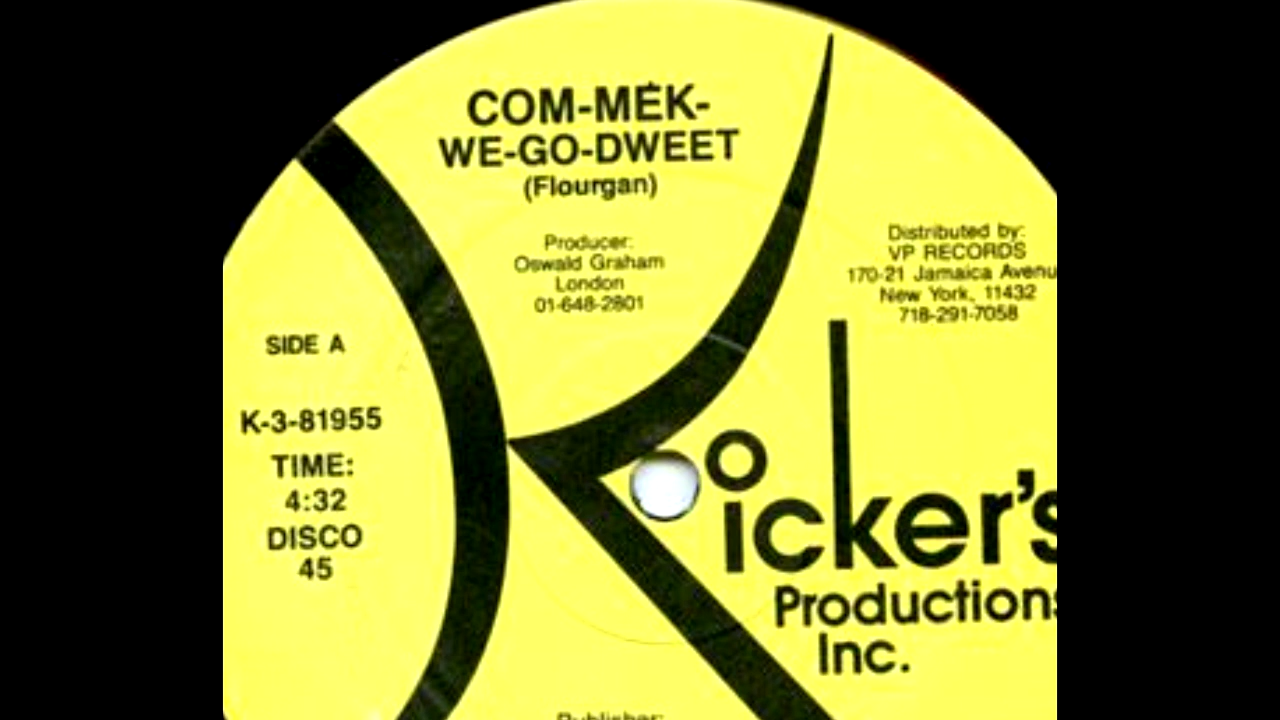 COM-MEK-
WE-GO-DWEET
(Flourgan)
Producer:
Oswald Graham
London
01-648-2801
Distributed by:
VP RECORDS
170-21 Jamaica Avenu
New York, 11432
718-291-7058
SIDE A
K-3-81955
TIME:
4:32
DISCO
45
Kicker's
Productions
Inc.
Publisher: